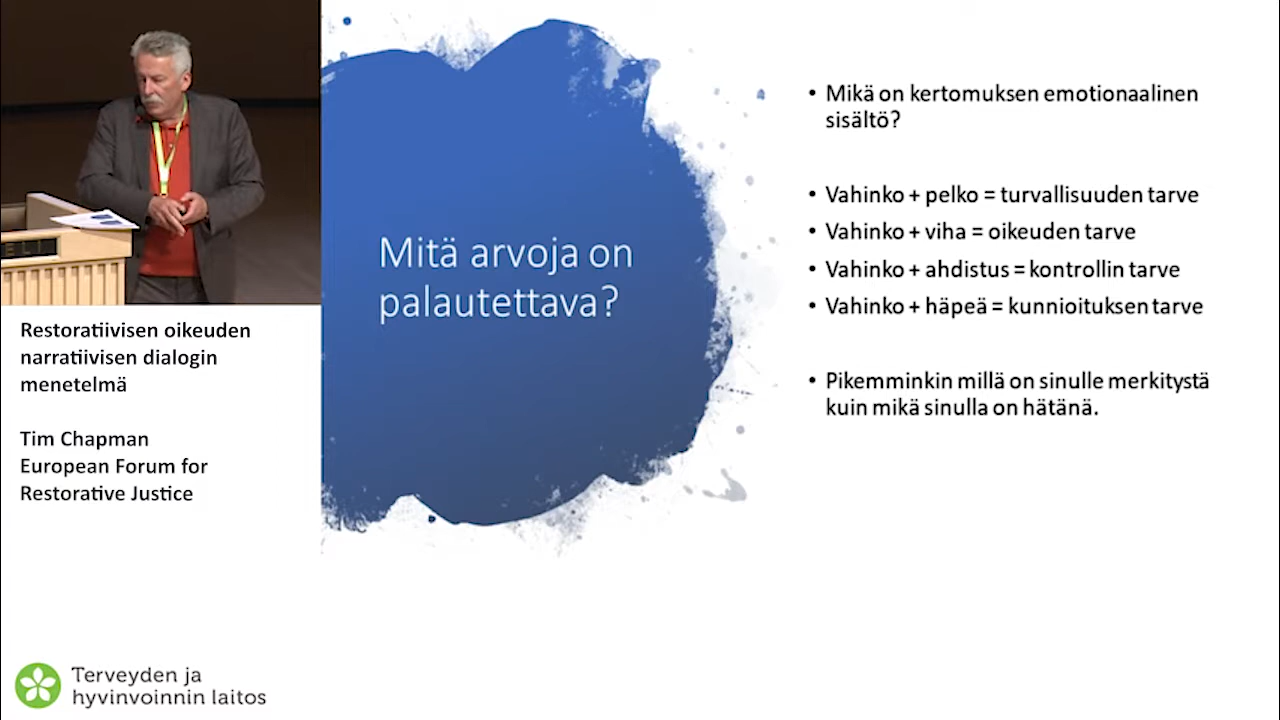 Restoratiivisen oikeuden
narratiivisen dialogin
menetelmä
Tim Chapman
European Forum for
Restorative Justice
Mitä arvoja on
palautettava?
• Mikä on kertomuksen emotionaalinen
sisältö?
• Vahinko + pelko = turvallisuuden tarve
• Vahinko + viha = oikeuden tarve
• Vahinko + ahdistus = kontrollin tarve
• Vahinko + häpeä = kunnioituksen tarve
• Pikemminkin millä on sinulle merkitystä
kuin mikä sinulla on hätänä.
Terveyden ja
hyvinvoinnin laitos